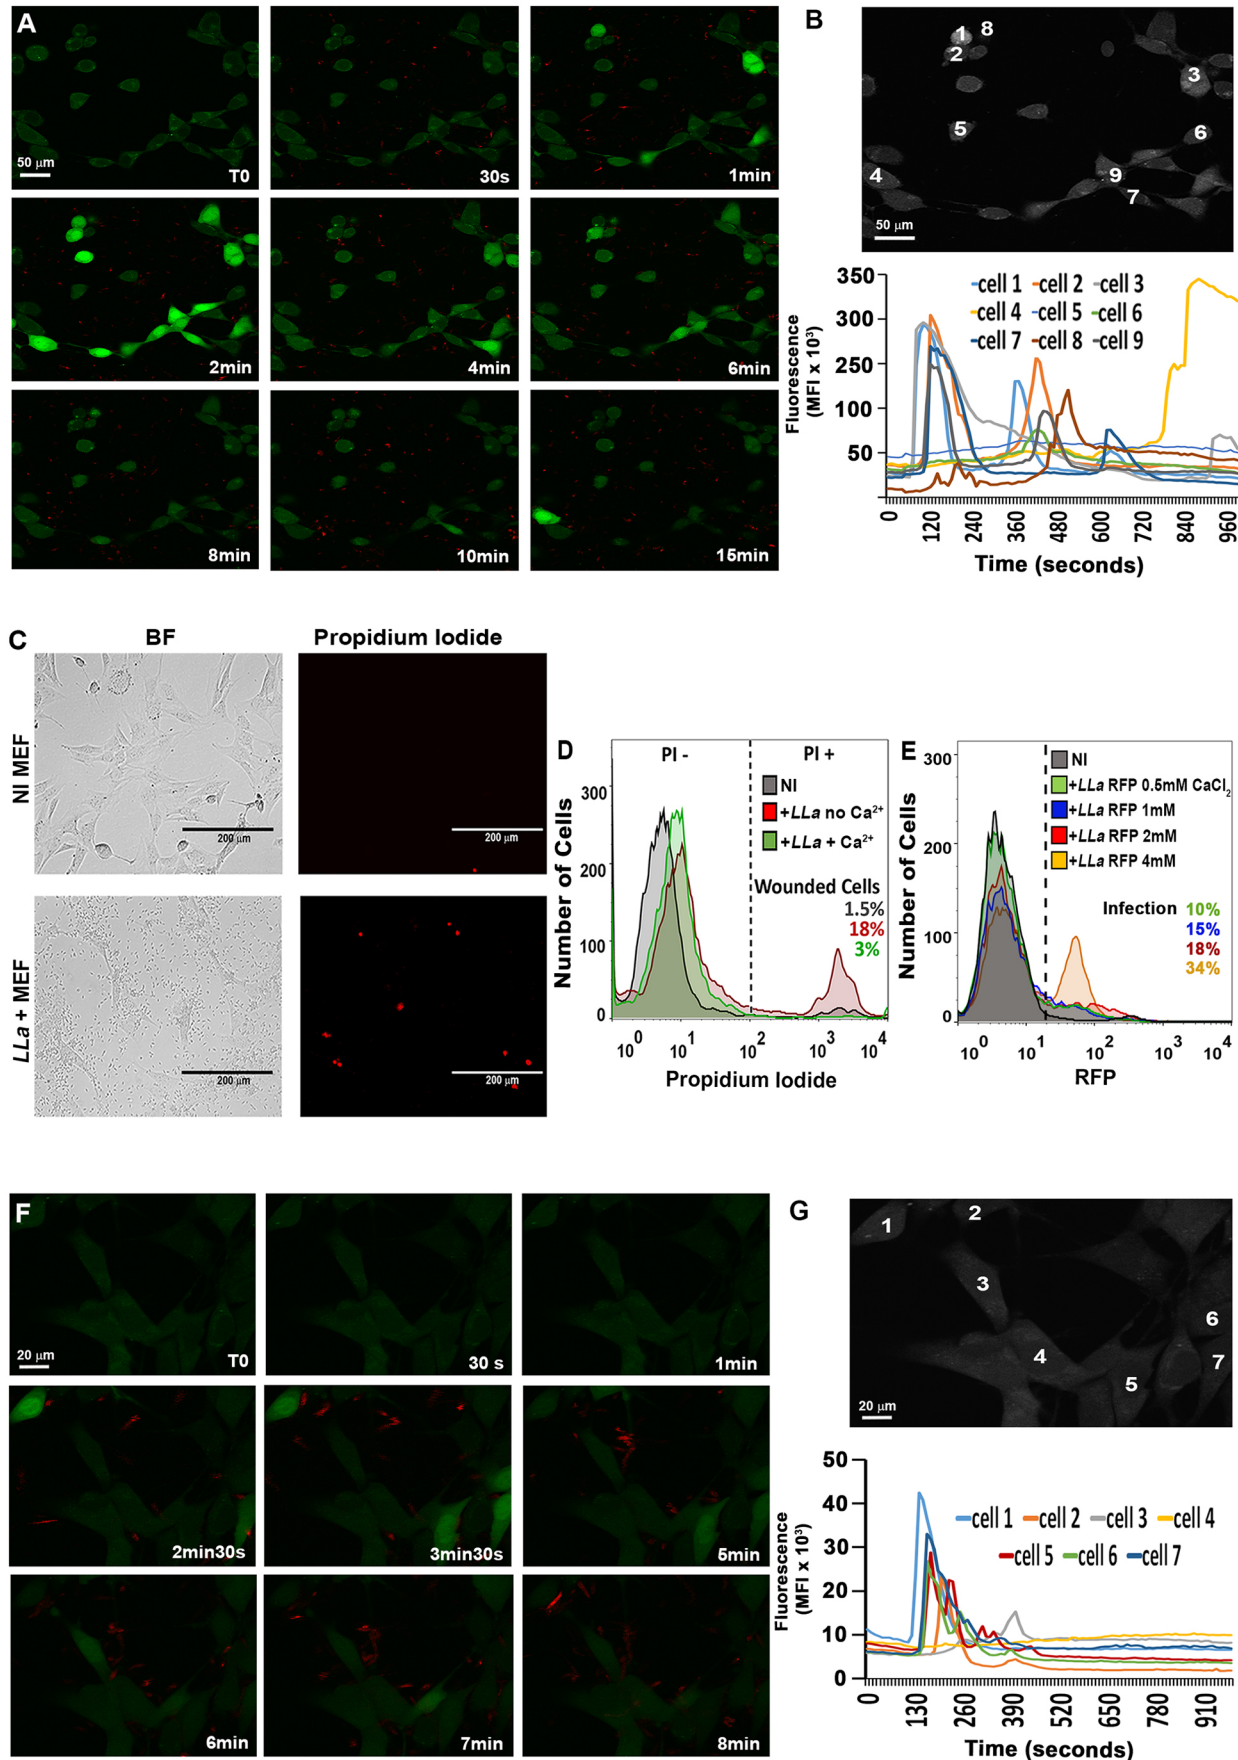 A
T0
50 μm
30s
1min
2min
4min
6min
8min
10min
15min
B
1
8
2
3
5
6
4
9
7
50 μm
350
300
250
100
50
Fluorescence
(MFI x 10³)
cell 1 cell 2 cell 3
cell 4 cell 5 cell 6
cell 7 cell 8 cell 9
0 120 240 360 480 600 720 840 960
Time (seconds)
C
BF
Propidium Iodide
NI MEF
200 μm
200 μm
LLa + MEF
200 μm
200 μm
D
PI -
PI +
NI
+LLa no Ca²⁺
+LLa + Ca²⁺
Wounded Cells
1.5%
18%
3%
300
200
100
0
Number of Cells
10⁰ 10¹ 10² 10³ 10⁴
Propidium Iodide
E
NI
+LLa RFP 0.5mM CaCl₂
+LLa RFP 1mM
+LLa RFP 2mM
+LLa RFP 4mM
Infection 10%
15%
18%
34%
300
200
100
0
Number of Cells
10⁰ 10¹ 10² 10³ 10⁴
RFP
F
20 μm
T0
30 s
1min
2min30s
3min30s
5min
6min
7min
8min
G
1
2
3
6
4
7
5
20 μm
50
40
30
20
10
0
Fluorescence
(MFI x 10³)
cell 1 cell 2 cell 3 cell 4
cell 5 cell 6 cell 7
0 130 260 390 520 650 780 910
Time (seconds)